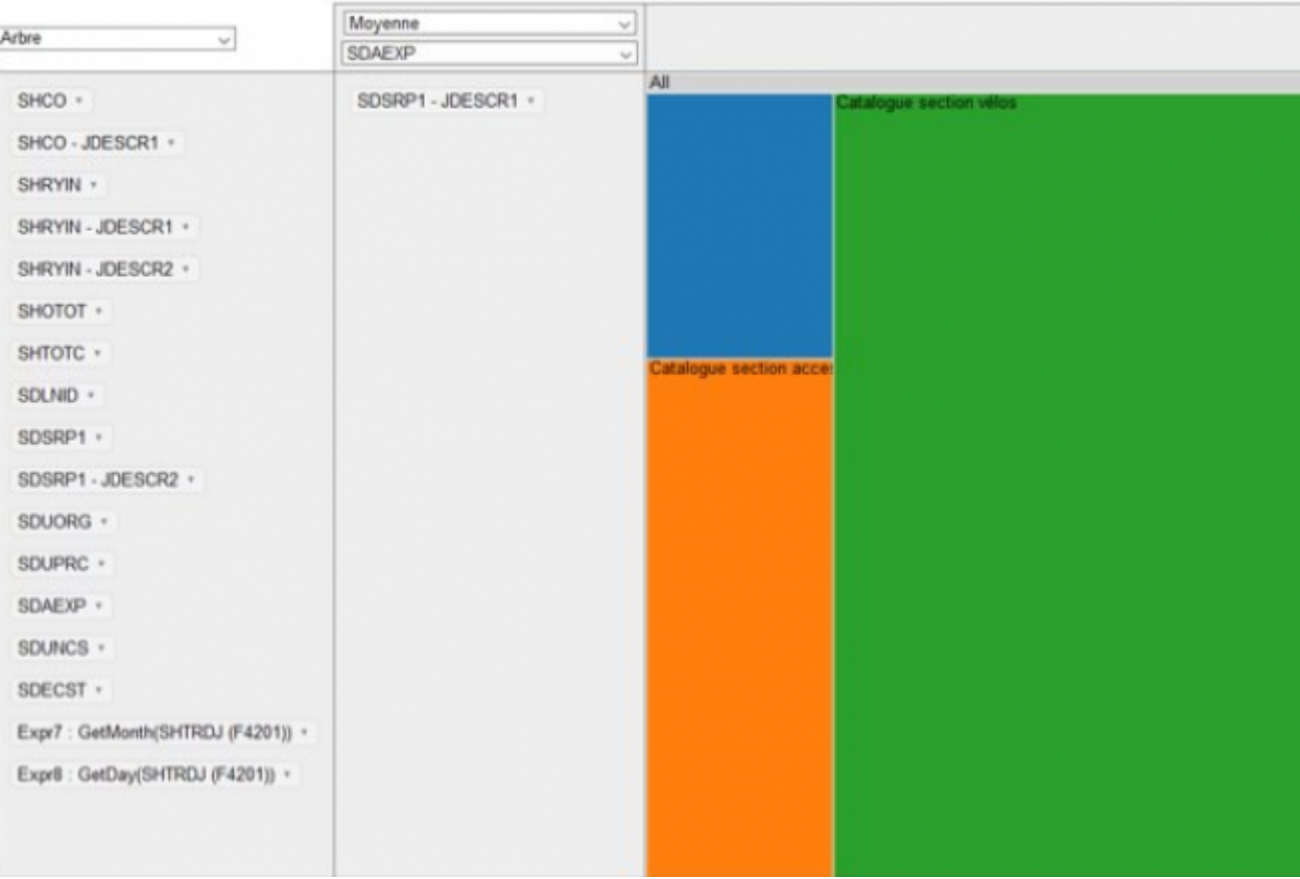 Arbre
Moyenne
SDAEXP
SHCO
SHCO - JDESCR1
SHRYIN
SHRYIN - JDESCR1
SHRYIN - JDESCR2
SHOTOT
SHTOTC
SDLNID
SDSRP1
SDSRP1 - JDESCR2
SDUORG
SDUPRC
SDAEXP
SDUNCS
SDECST
Expr7 : GetMonth(SHTRDJ (F4201))
Expr8 : GetDay(SHTRDJ (F4201))
SDSRP1 - JDESCR1
All
Catalogue section vélos
Catalogue section acces